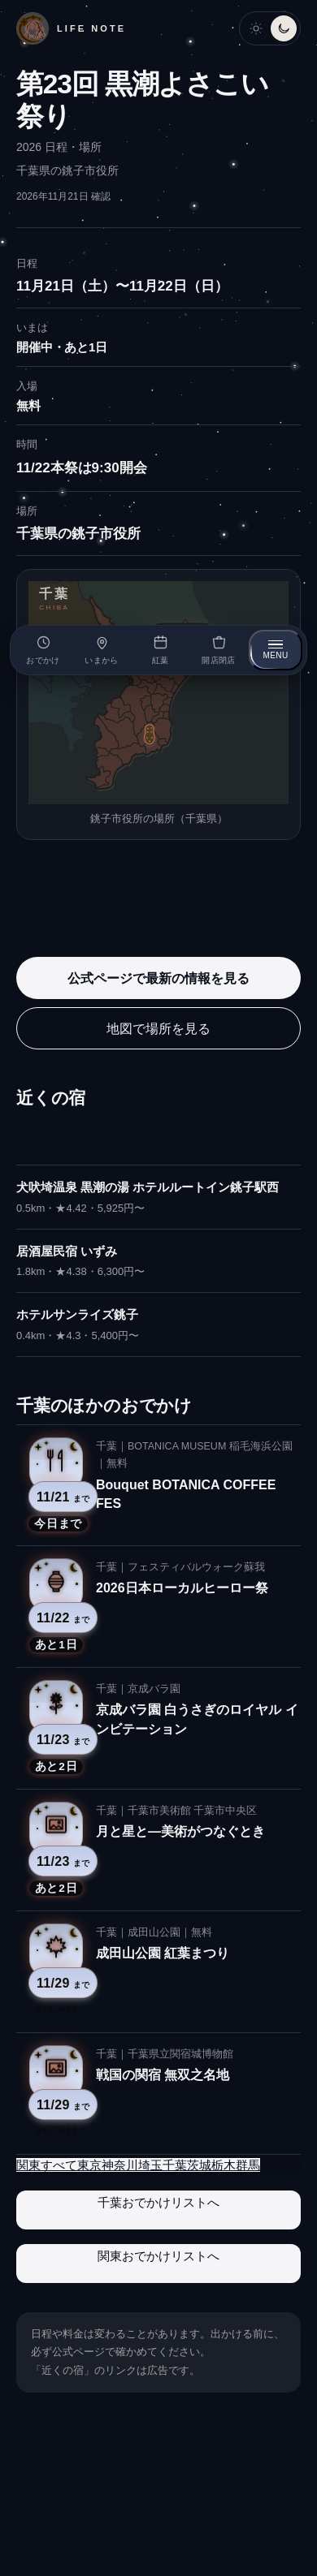 LIFE NOTE
第23回 黒潮よさこい
祭り
2026 日程・場所
千葉県の銚子市役所
2026年11月21日 確認
日程
11月21日（土）〜11月22日（日）
いまは
開催中・あと1日
入場
無料
時間
11/22本祭は9:30開会
場所
千葉県の銚子市役所
千葉
CHIBA
おでかけ
いまから
紅葉
開店閉店
MENU
銚子市役所の場所（千葉県）
公式ページで最新の情報を見る
地図で場所を見る
近くの宿
犬吠埼温泉 黒潮の湯 ホテルルートイン銚子駅西
0.5km・★4.42・5,925円〜
居酒屋民宿 いずみ
1.8km・★4.38・6,300円〜
ホテルサンライズ銚子
0.4km・★4.3・5,400円〜
千葉のほかのおでかけ
千葉｜BOTANICA MUSEUM 稲毛海浜公園
｜無料
Bouquet BOTANICA COFFEE
FES
11/21 まで
今日まで
千葉｜フェスティバルウォーク蘇我
2026日本ローカルヒーロー祭
11/22 まで
あと1日
千葉｜京成バラ園
京成バラ園 白うさぎのロイヤル イ
ンビテーション
11/23 まで
あと2日
千葉｜千葉市美術館 千葉市中央区
月と星と―美術がつなぐとき
11/23 まで
あと2日
千葉｜成田山公園｜無料
成田山公園 紅葉まつり
11/29 まで
千葉｜千葉県立関宿城博物館
戦国の関宿 無双之名地
11/29 まで
関東すべて東京神奈川埼玉千葉茨城栃木群馬
千葉おでかけリストへ
関東おでかけリストへ
日程や料金は変わることがあります。出かける前に、
必ず公式ページで確かめてください。
「近くの宿」のリンクは広告です。